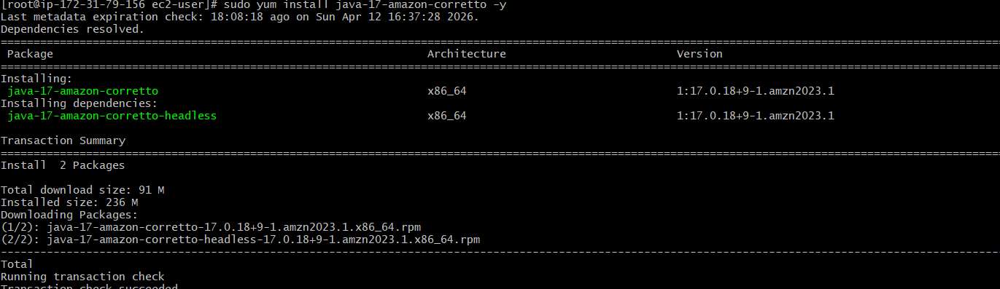 [root@ip-172-31-79-156 ec2-user]# sudo yum install java-17-amazon-corretto -y
Last metadata expiration check: 18:08:18 ago on Sun Apr 12 16:37:28 2026.
Dependencies resolved.
================================================================================
Package Architecture Version
================================================================================
Installing:
java-17-amazon-corretto x86_64 1:17.0.18+9-1.amzn2023.1
Installing dependencies:
java-17-amazon-corretto-headless x86_64 1:17.0.18+9-1.amzn2023.1
Transaction Summary
================================================================================
Install 2 Packages
Total download size: 91 M
Installed size: 236 M
Downloading Packages:
(1/2): java-17-amazon-corretto-17.0.18+9-1.amzn2023.1.x86_64.rpm
(2/2): java-17-amazon-corretto-headless-17.0.18+9-1.amzn2023.1.x86_64.rpm
--------------------------------------------------------------------------------
Total
Running transaction check
Transaction check succeeded